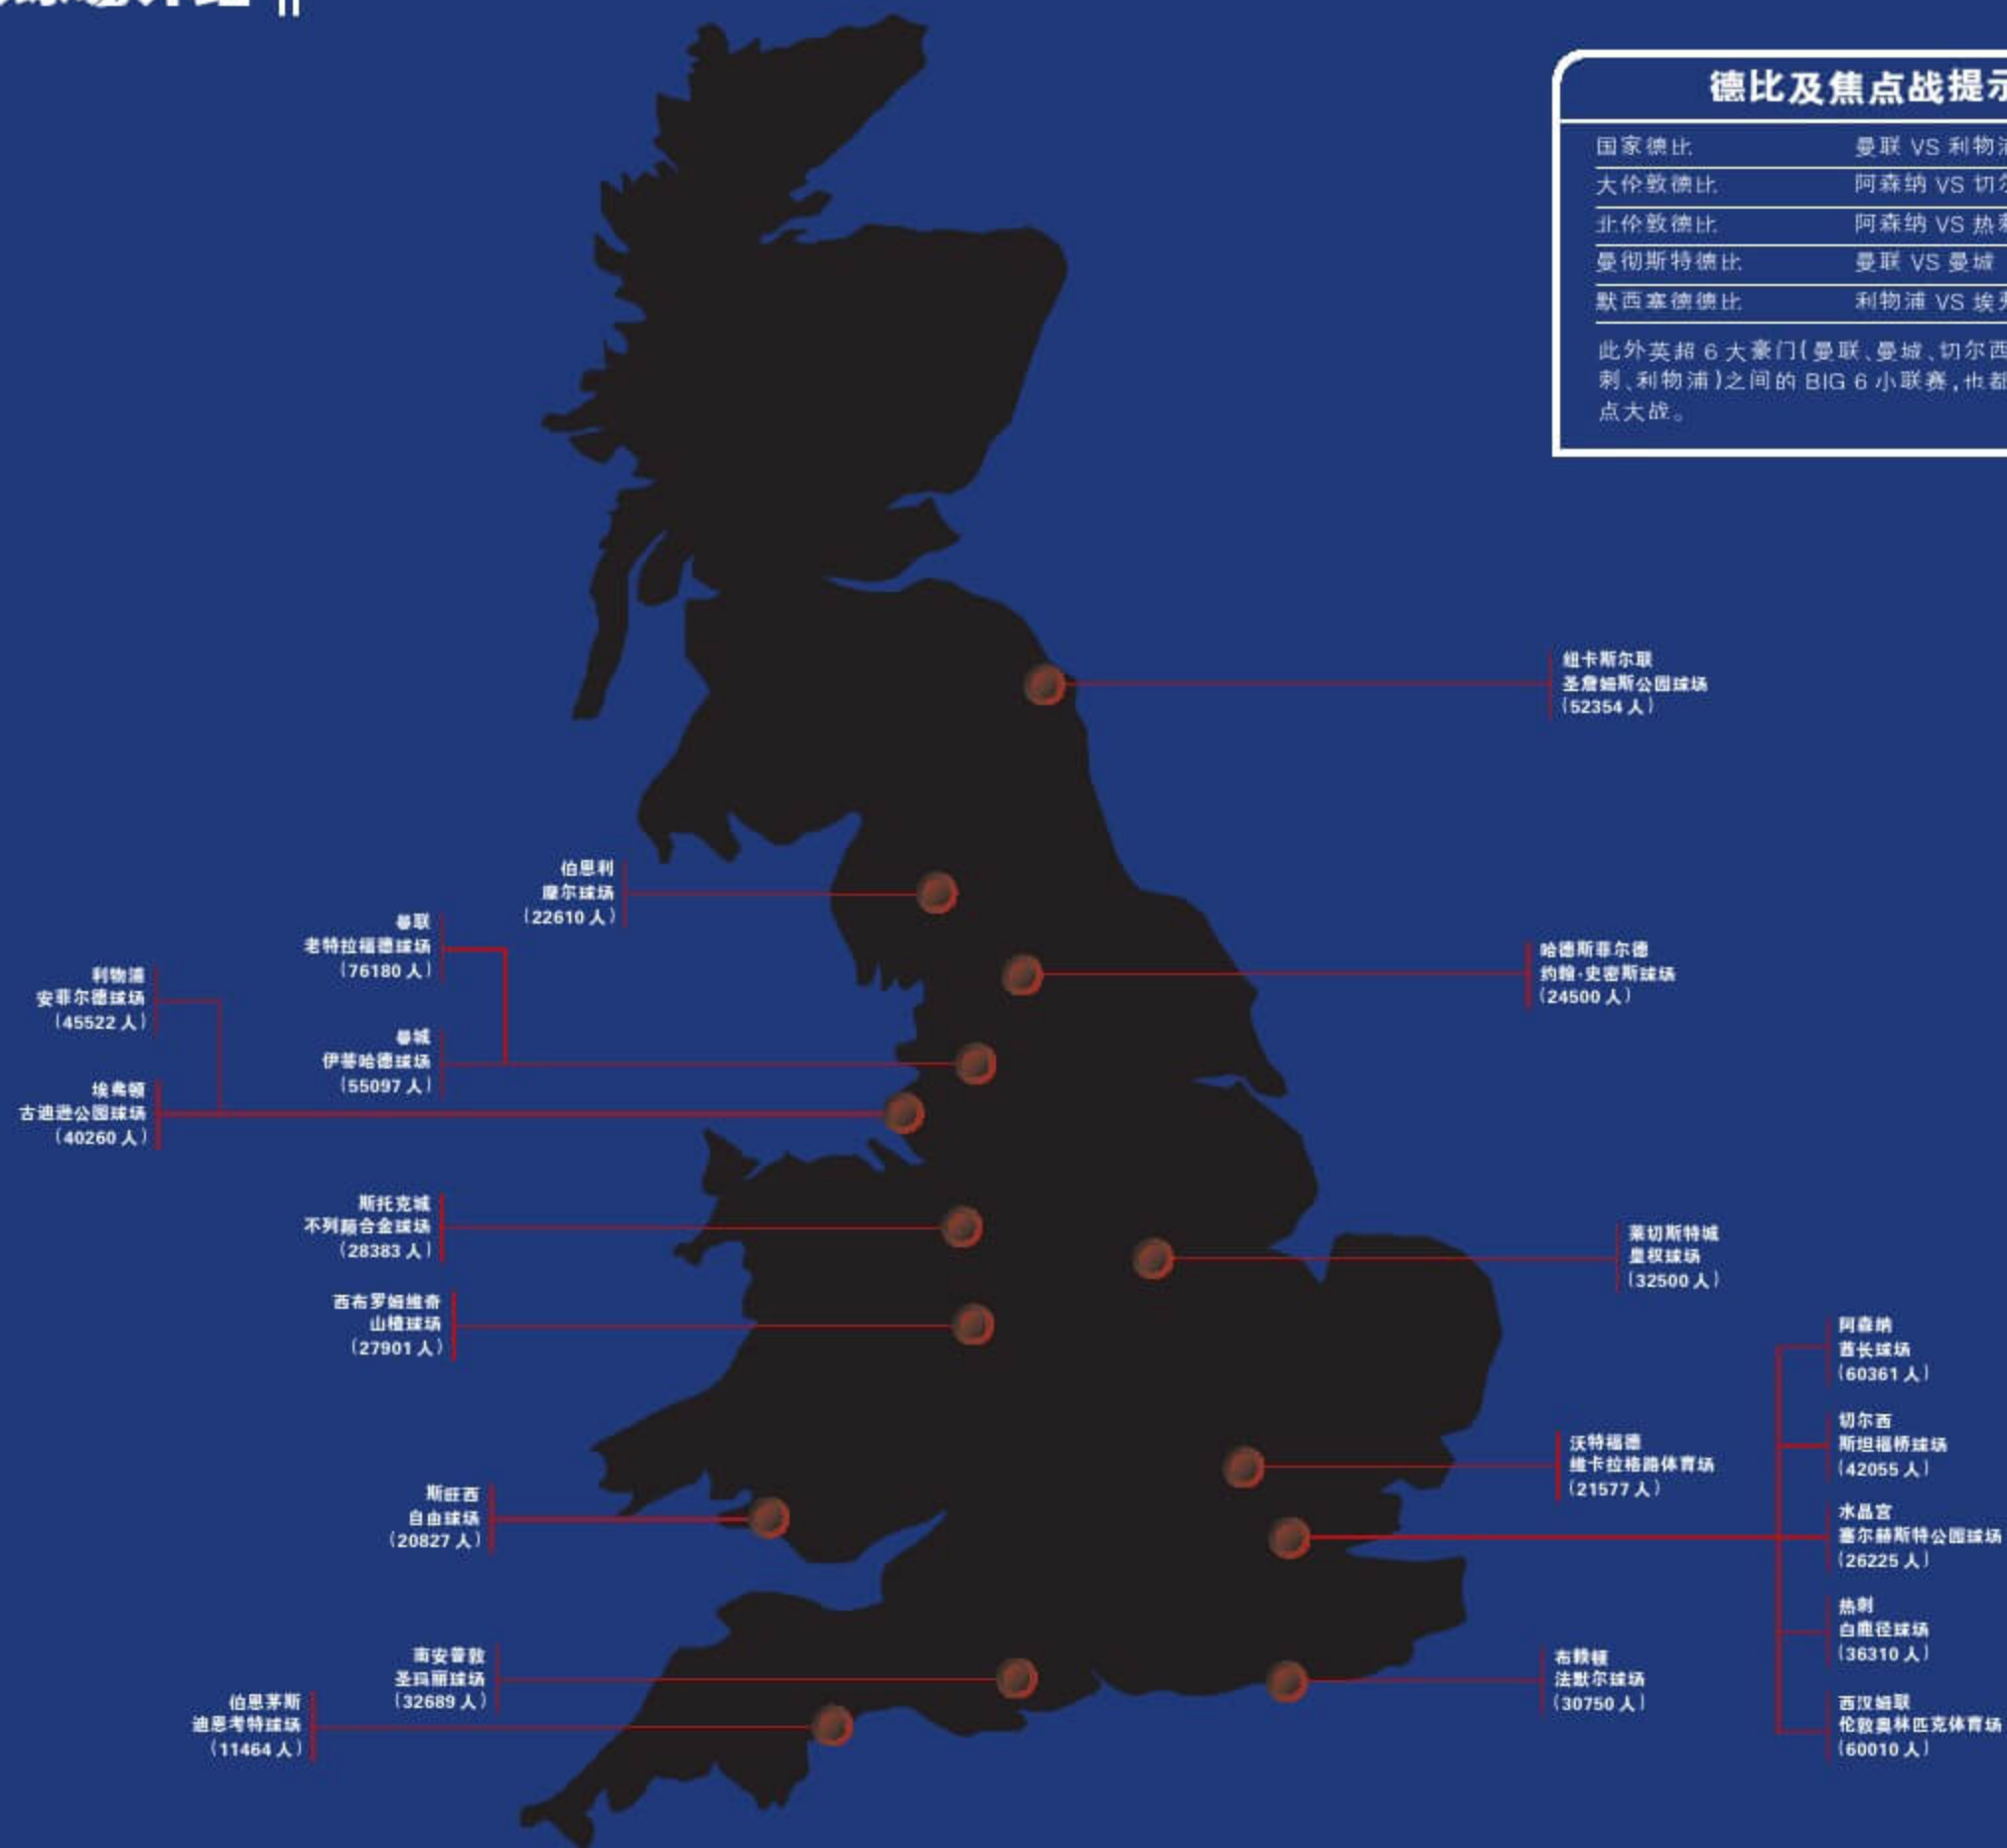 德比及焦点战提示
国家德比 曼联 VS 利物浦
大伦敦德比 阿森纳 VS 切尔
北伦敦德比 阿森纳 VS 热刺
曼彻斯特德比 曼联 VS 曼城
默西塞德德比 利物浦 VS 埃弗
此外英超 6 大豪门(曼联、曼城、切尔西
刺、利物浦)之间的 BIG 6 小联赛,也都
点大战。
纽卡斯尔联
圣詹姆斯公园球场
(52354 人)
伯恩利
摩尔球场
(22610 人)
曼联
老特拉福德球场
(76180 人)
哈德斯菲尔德
约翰·史密斯球场
(24500 人)
利物浦
安菲尔德球场
(45522 人)
曼城
伊蒂哈德球场
(55097 人)
埃弗顿
古迪逊公园球场
(40260 人)
斯托克城
不列颠合金球场
(28383 人)
莱切斯特城
皇权球场
(32500 人)
西布罗姆维奇
山楂球场
(27901 人)
阿森纳
酋长球场
(60361 人)
切尔西
斯坦福桥球场
(42055 人)
沃特福德
维卡拉格路体育场
(21577 人)
斯旺西
自由球场
(20827 人)
水晶宫
塞尔赫斯特公园球场
(26225 人)
热刺
白鹿径球场
(36310 人)
南安普敦
圣玛丽球场
(32689 人)
布赖顿
法默尔球场
(30750 人)
伯恩茅斯
迪恩考特球场
(11464 人)
西汉姆联
伦敦奥林匹克体育场
(60010 人)